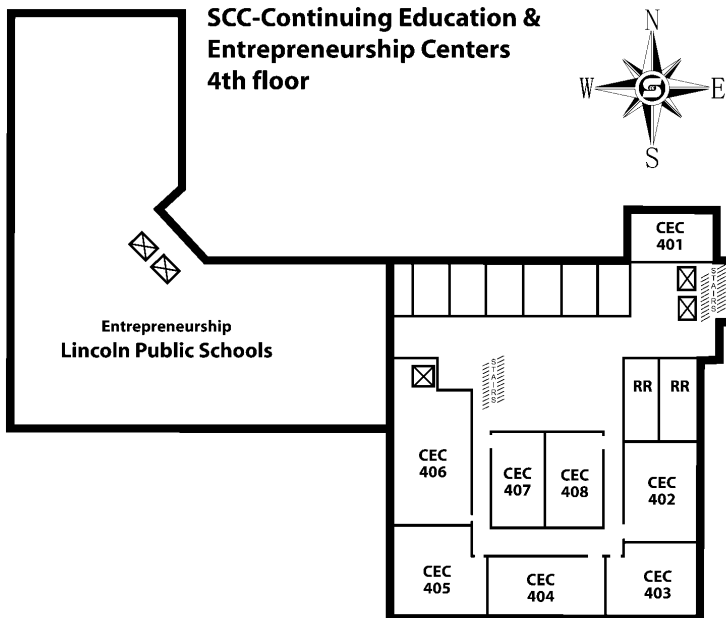 SCC-Continuing Education &
Entrepreneurship Centers
4th floor
N
W
E
S
CEC
401
STAIRS
Entrepreneurship
Lincoln Public Schools
STAIRS
RR
RR
CEC
406
CEC
407
CEC
408
CEC
402
CEC
405
CEC
404
CEC
403